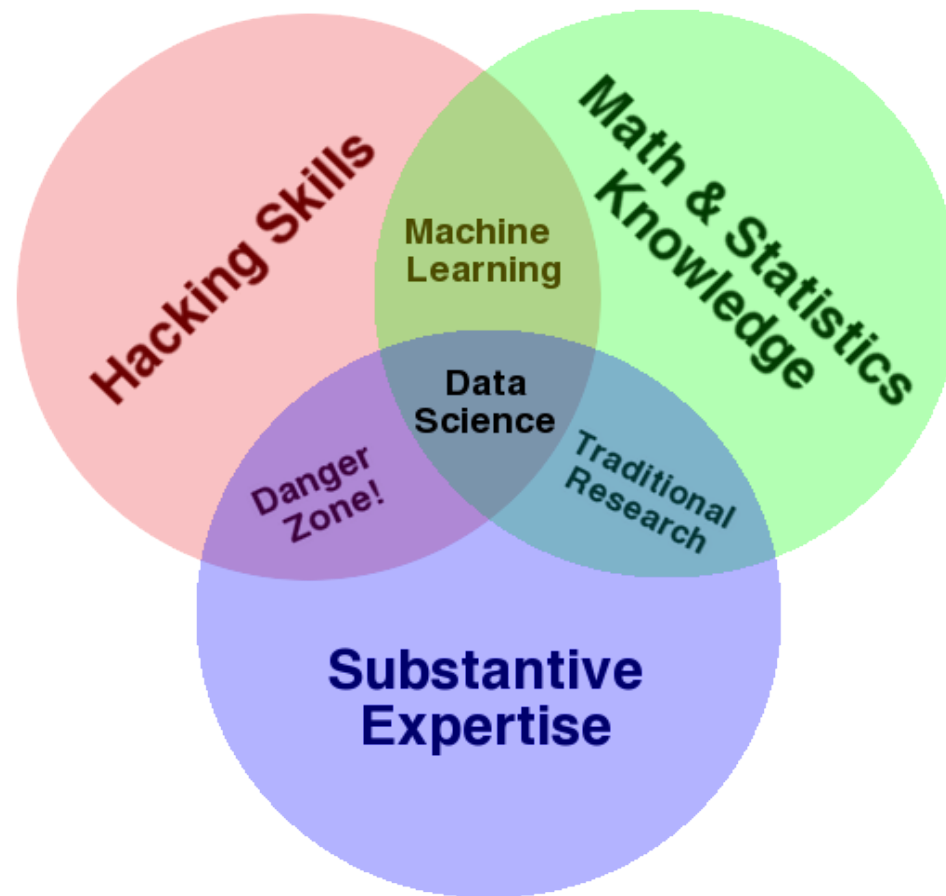 Hacking Skills
Math & Statistics
Knowledge
Machine
Learning
Data
Science
Danger
Zone!
Traditional
Research
Substantive
Expertise